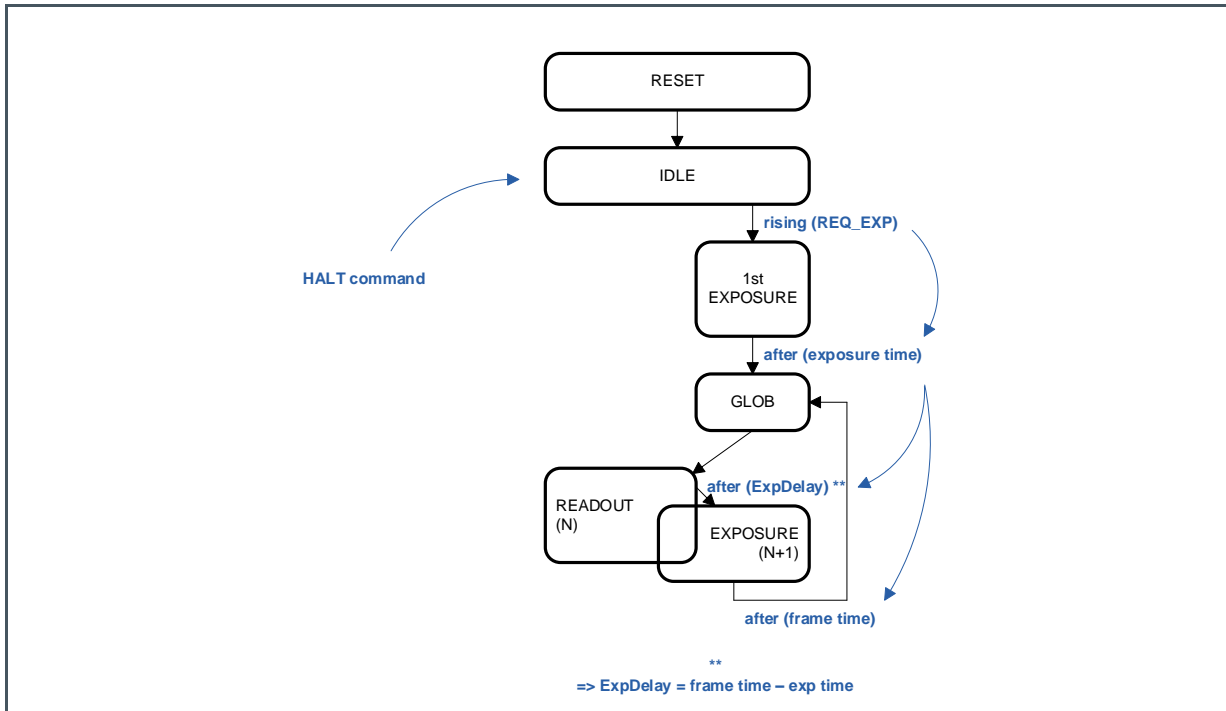 RESET
IDLE
rising (REQ_EXP)
HALT command
1st
EXPOSURE
after (exposure time)
GLOB
after (ExpDelay) **
READOUT
(N)
EXPOSURE
(N+1)
after (frame time)
**
=> ExpDelay = frame time – exp time